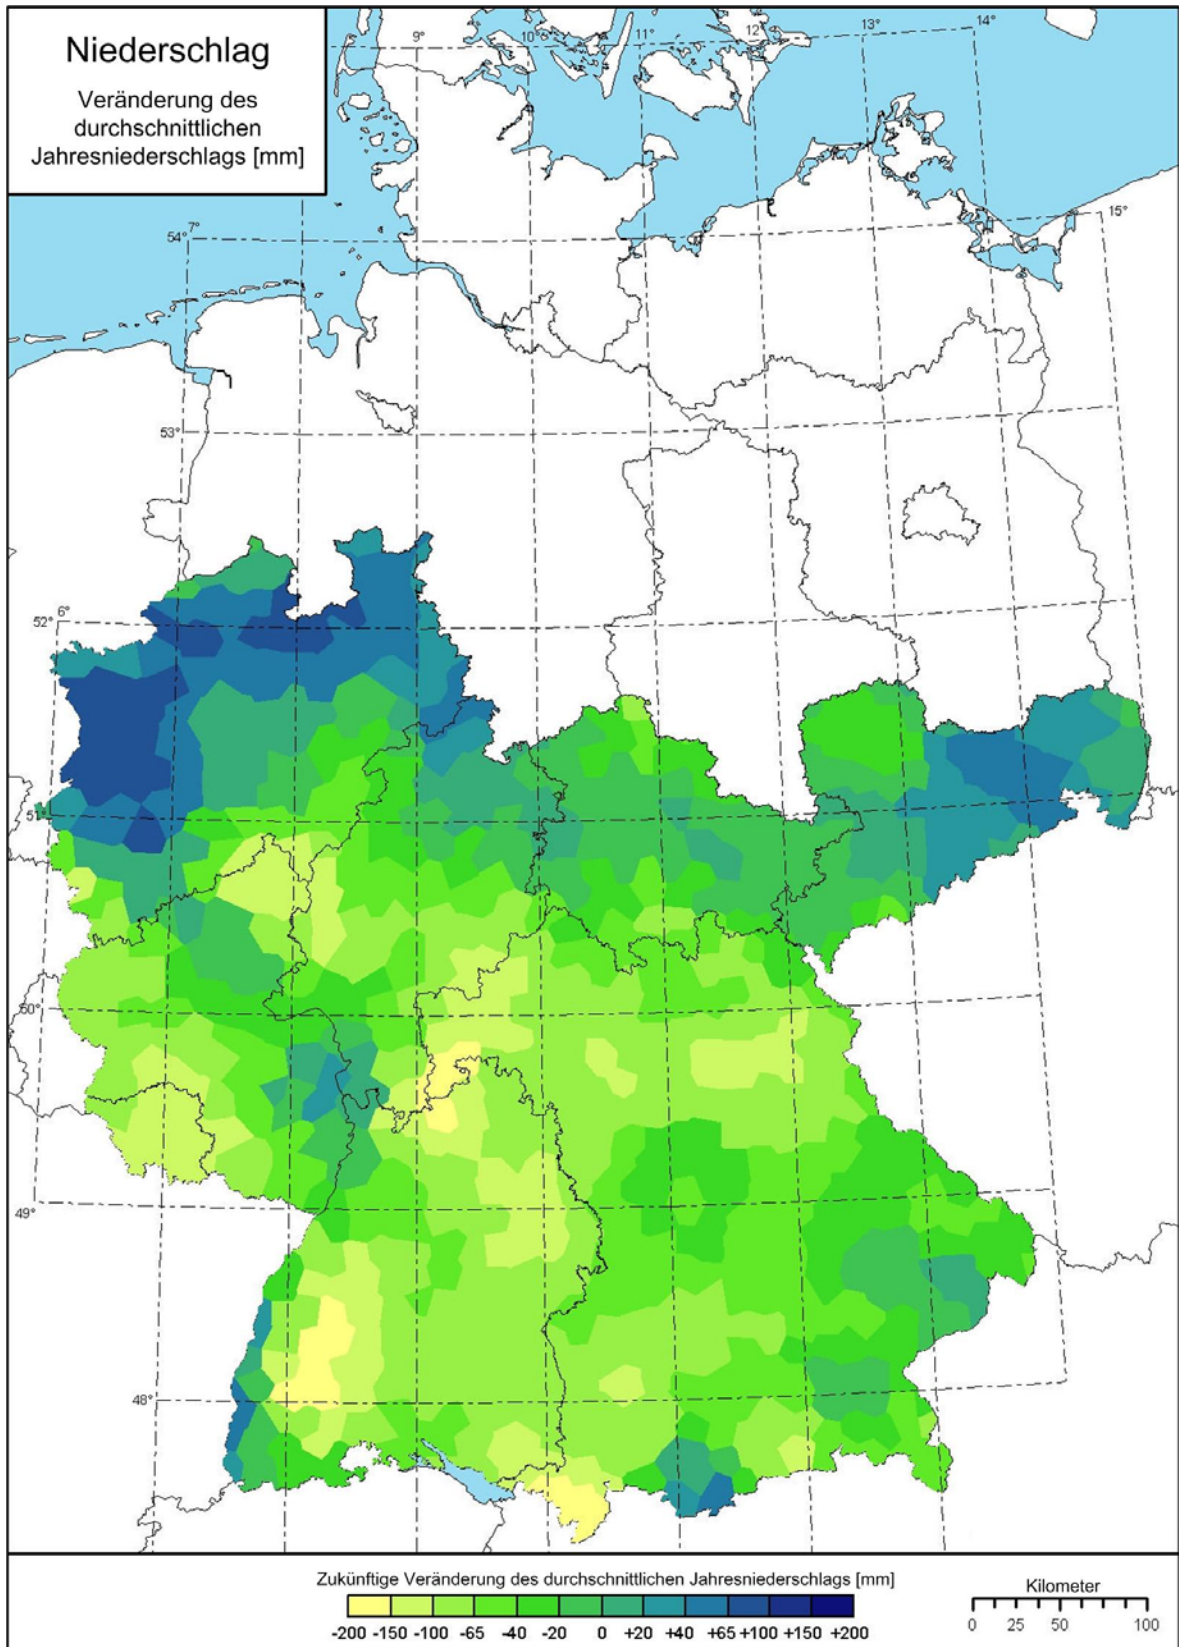 Niederschlag
Veränderung des
durchschnittlichen
Jahresniederschlags [mm]
9° 10° 11° 12° 13° 14°
54° 7° 15°
53°
52° 6°
51°
50°
49°
48°
Zukünftige Veränderung des durchschnittlichen Jahresniederschlags [mm]
-200 -150 -100 -65 -40 -20 0 +20 +40 +65 +100 +150 +200
Kilometer
0 25 50 100